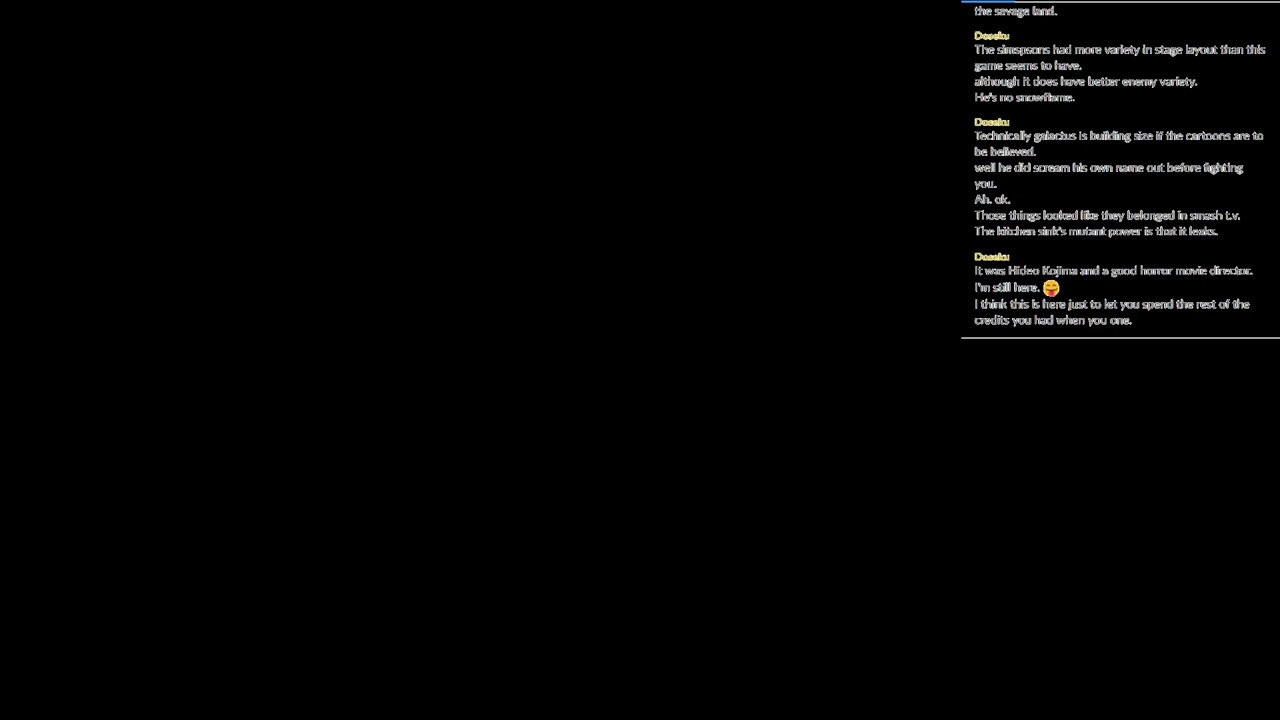 the savage land.
Doseku
The simspsons had more variety in stage layout than this
game seems to have.
although it does have better enemy variety.
He's no snowflame.
Doseku
Technically galactus is building size if the cartoons are to
be believed.
well he did scream his own name out before fighting
you.
Ah. ok.
Those things looked like they belonged in smash t.v.
The kitchen sink's mutant power is that it leaks.
Doseku
It was Hideo Kojima and a good horror movie director.
I'm still here. 😝
I think this is here just to let you spend the rest of the
credits you had when you one.